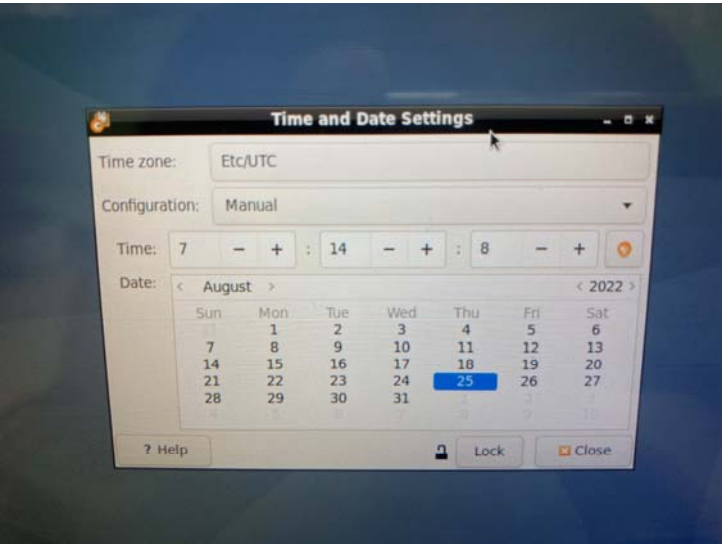 Time and Date Settings
Time zone: Etc/UTC
Configuration: Manual
Time: 7 − + : 14 − + : 8 − +
Date: < August > < 2022 >
Sun Mon Tue Wed Thu Fri Sat
1 2 3 4 5 6
7 8 9 10 11 12 13
14 15 16 17 18 19 20
21 22 23 24 25 26 27
28 29 30 31
? Help Lock Close